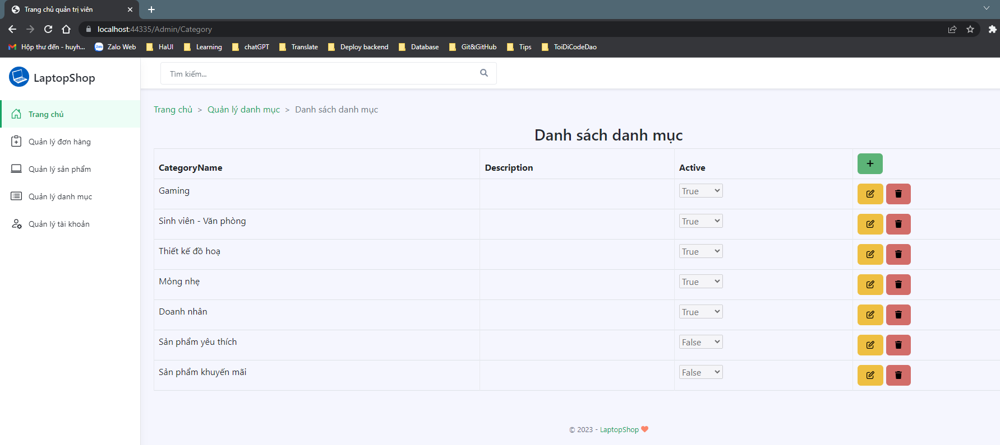 Trang chủ quản trị viên
localhost:44335/Admin/Category
Hộp thư đến - huyh... Zalo Web HaUI Learning chatGPT Translate Deploy backend Database Git&GitHub Tips ToiDiCodeDao
LaptopShop
Tìm kiếm...
Trang chủ
Quản lý đơn hàng
Quản lý sản phẩm
Quản lý danh mục
Quản lý tài khoản
Trang chủ > Quản lý danh mục > Danh sách danh mục
Danh sách danh mục
CategoryName Description Active
Gaming True
Sinh viên - Văn phòng True
Thiết kế đồ hoạ True
Mỏng nhẹ True
Doanh nhân True
Sản phẩm yêu thích False
Sản phẩm khuyến mãi False
© 2023 - LaptopShop